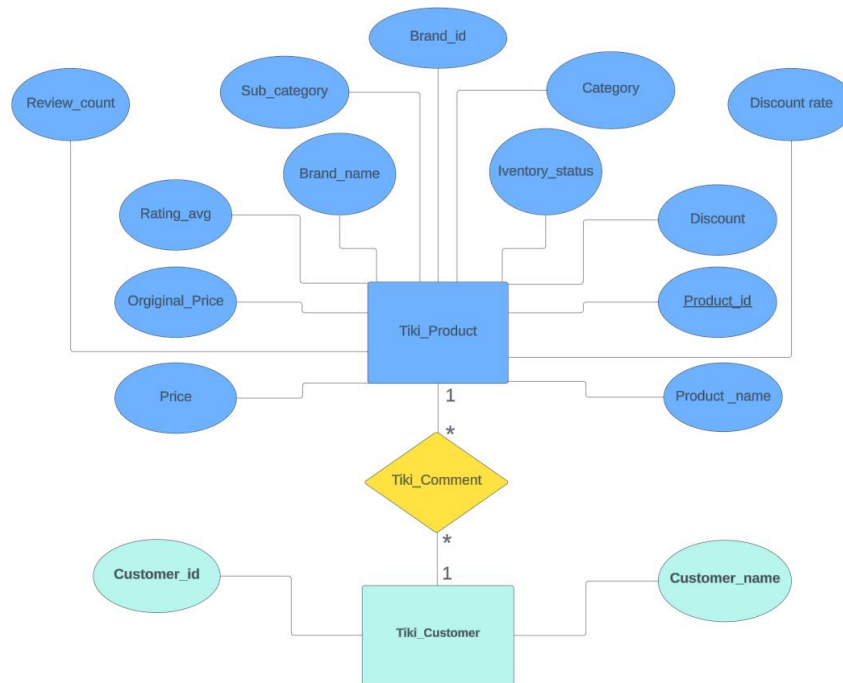 Brand_id
Sub_category
Category
Review_count
Discount rate
Brand_name
Iventory_status
Rating_avg
Discount
Orgiginal_Price
Product_id
Tiki_Product
Price
Product _name
1
*
Tiki_Comment
*
1
Customer_id
Customer_name
Tiki_Customer